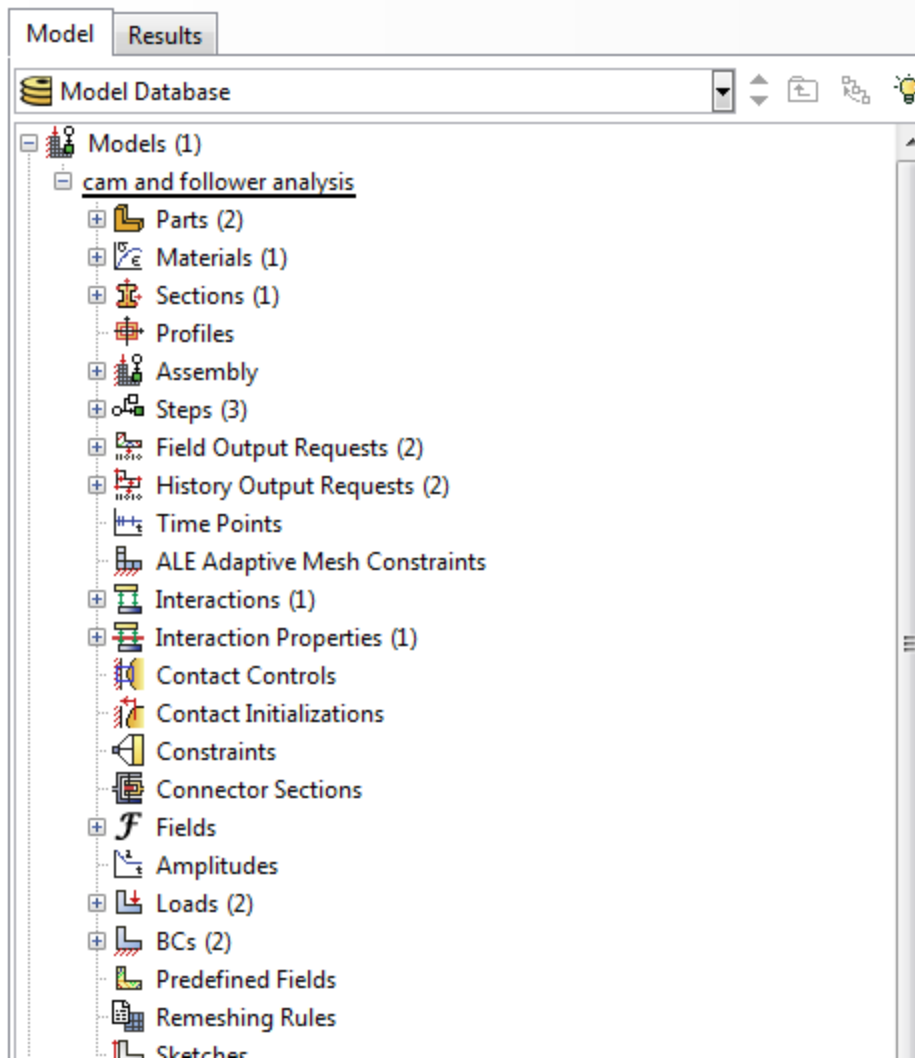 Model
Results
Model Database
Models (1)
cam and follower analysis
Parts (2)
Materials (1)
Sections (1)
Profiles
Assembly
Steps (3)
Field Output Requests (2)
History Output Requests (2)
Time Points
ALE Adaptive Mesh Constraints
Interactions (1)
Interaction Properties (1)
Contact Controls
Contact Initializations
Constraints
Connector Sections
Fields
Amplitudes
Loads (2)
BCs (2)
Predefined Fields
Remeshing Rules
Sketches